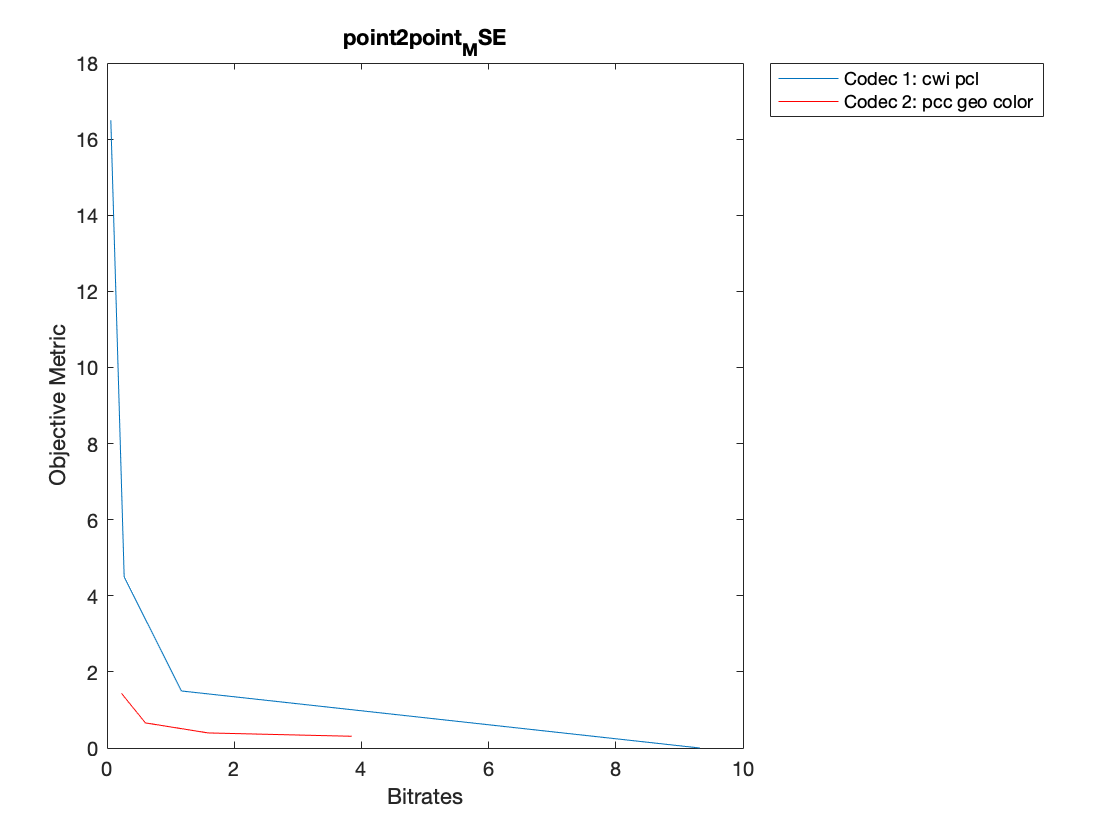 point2point_MSE
18
16
14
12
10
8
6
4
2
0
Objective Metric
0 2 4 6 8 10
Bitrates
Codec 1: cwi pcl
Codec 2: pcc geo color